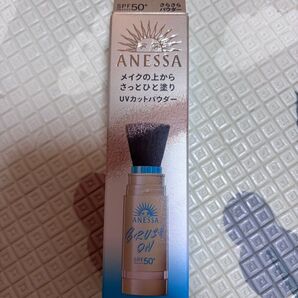 SPF50+
さらさら
パウダー
ANESSA
メイクの上から
さっとひと塗り
UVカットパウダー
ANESSA
BRUSH
ON
SPF50+